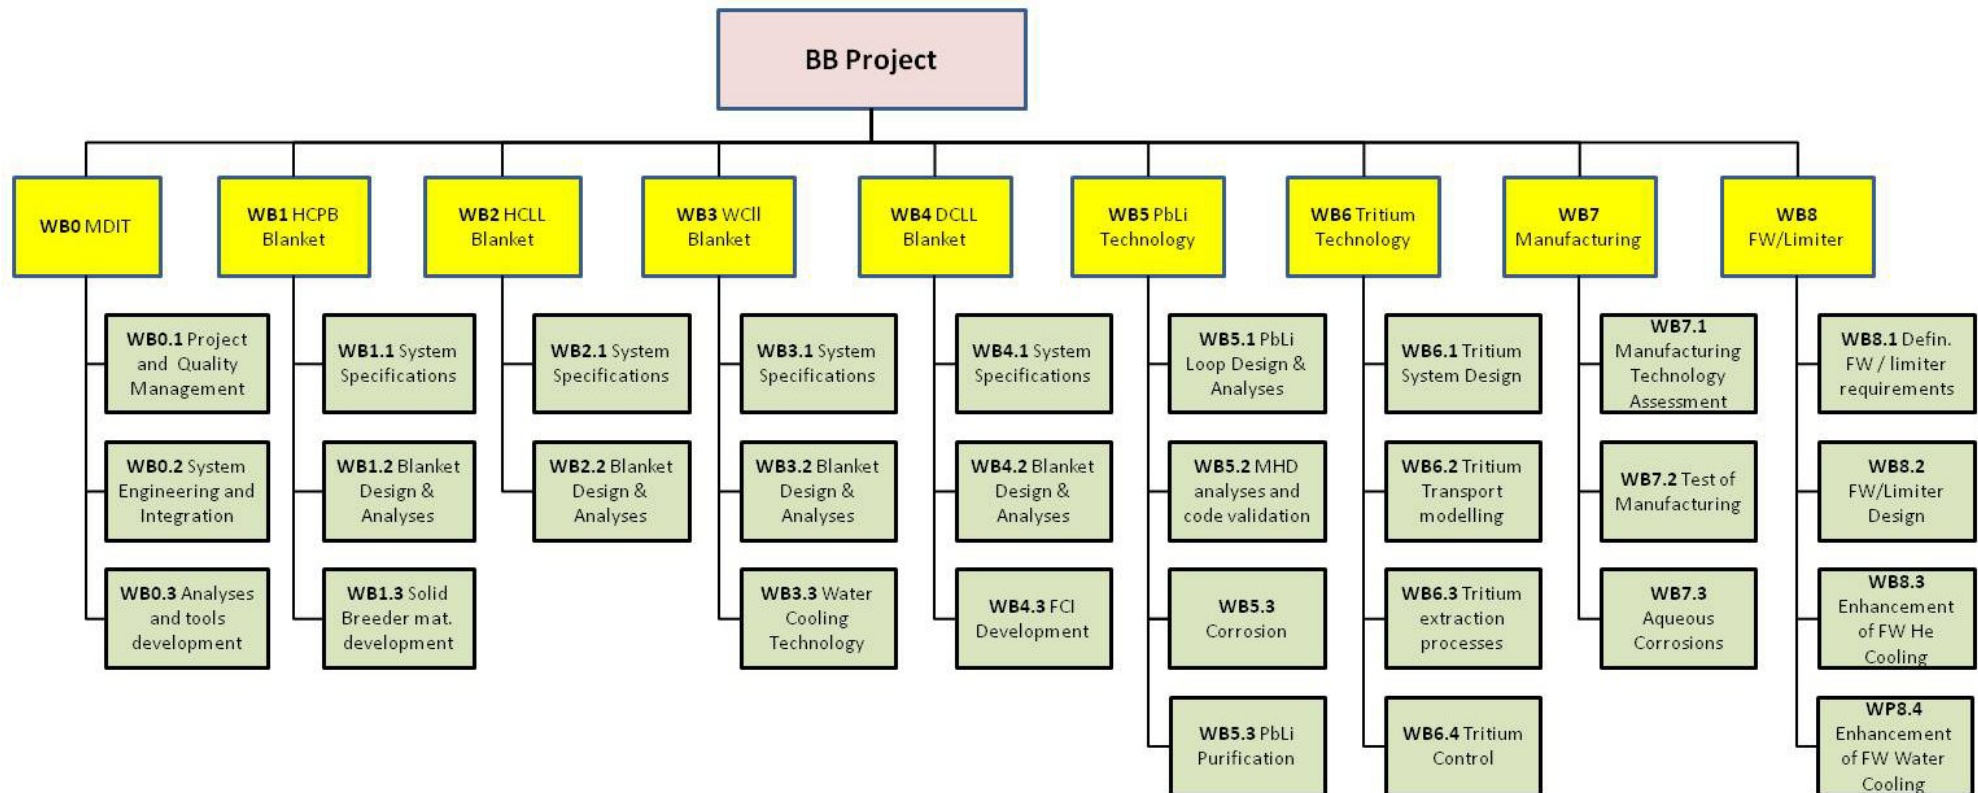 BB Project
WB0 MDIT
WB1 HCPB
Blanket
WB2 HCLL
Blanket
WB3 WCll
Blanket
WB4 DCLL
Blanket
WB5 PbLi
Technology
WB6 Tritium
Technology
WB7
Manufacturing
WB8
FW/Limiter
WB0.1 Project
and Quality
Management
WB0.2 System
Engineering and
Integration
WB0.3 Analyses
and tools
development
WB1.1 System
Specifications
WB1.2 Blanket
Design &
Analyses
WB1.3 Solid
Breeder mat.
development
WB2.1 System
Specifications
WB2.2 Blanket
Design &
Analyses
WB3.1 System
Specifications
WB3.2 Blanket
Design &
Analyses
WB3.3 Water
Cooling
Technology
WB4.1 System
Specifications
WB4.2 Blanket
Design &
Analyses
WB4.3 FCI
Development
WB5.1 PbLi
Loop Design &
Analyses
WB5.2 MHD
analyses and
code validation
WB5.3
Corrosion
WB5.3 PbLi
Purification
WB6.1 Tritium
System Design
WB6.2 Tritium
Transport
modelling
WB6.3 Tritium
extraction
processes
WB6.4 Tritium
Control
WB7.1
Manufacturing
Technology
Assessment
WB7.2 Test of
Manufacturing
WB7.3
Aqueous
Corrosions
WB8.1 Defin.
FW / limiter
requirements
WB8.2
FW/Limiter
Design
WB8.3
Enhancement
of FW He
Cooling
WP8.4
Enhancement
of FW Water
Cooling